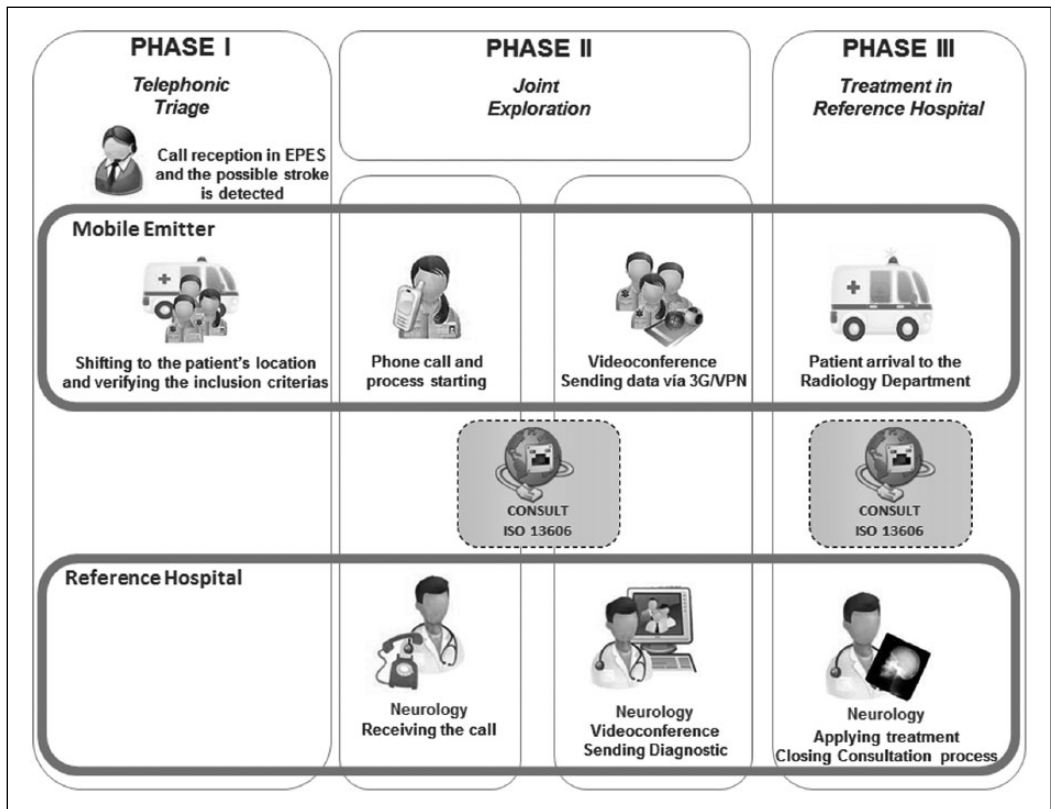 PHASE I
Telephonic
Triage
Call reception in EPES
and the possible stroke
is detected
PHASE II
Joint
Exploration
PHASE III
Treatment in
Reference Hospital
Mobile Emitter
Shifting to the patient's location
and verifying the inclusion criterias
Phone call and
process starting
Videoconference
Sending data vía 3G/VPN
Patient arrival to the
Radiology Department
CONSULT
ISO 13606
CONSULT
ISO 13606
Reference Hospital
Neurology
Receiving the call
Neurology
Videoconference
Sending Diagnostic
Neurology
Applying treatment
Closing Consultation process